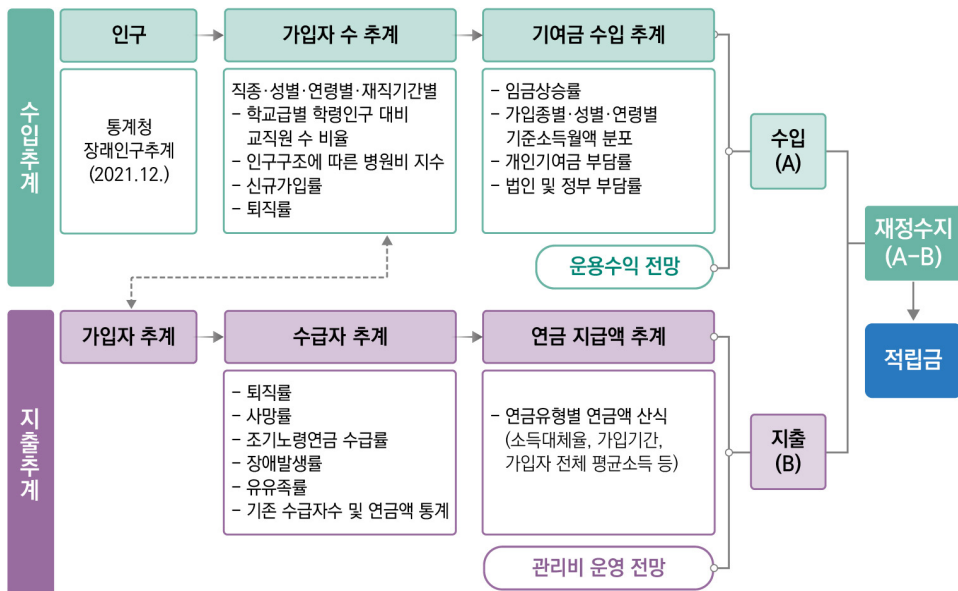 수입추계
인구
통계청
장래인구추계
(2021.12.)
가입자 수 추계
직종·성별·연령별·재직기간별
- 학교급별 학령인구 대비
교직원 수 비율
- 인구구조에 따른 병원비 지수
- 신규가입률
- 퇴직률
기여금 수입 추계
- 임금상승률
- 가입종별·성별·연령별
기준소득월액 분포
- 개인기여금 부담률
- 법인 및 정부 부담률
운용수익 전망
수입
(A)
재정수지
(A-B)
적립금
지출추계
가입자 추계
수급자 추계
- 퇴직률
- 사망률
- 조기노령연금 수급률
- 장애발생률
- 유유족률
- 기존 수급자수 및 연금액 통계
연금 지급액 추계
- 연금유형별 연금액 산식
(소득대체율, 가입기간,
가입자 전체 평균소득 등)
관리비 운영 전망
지출
(B)